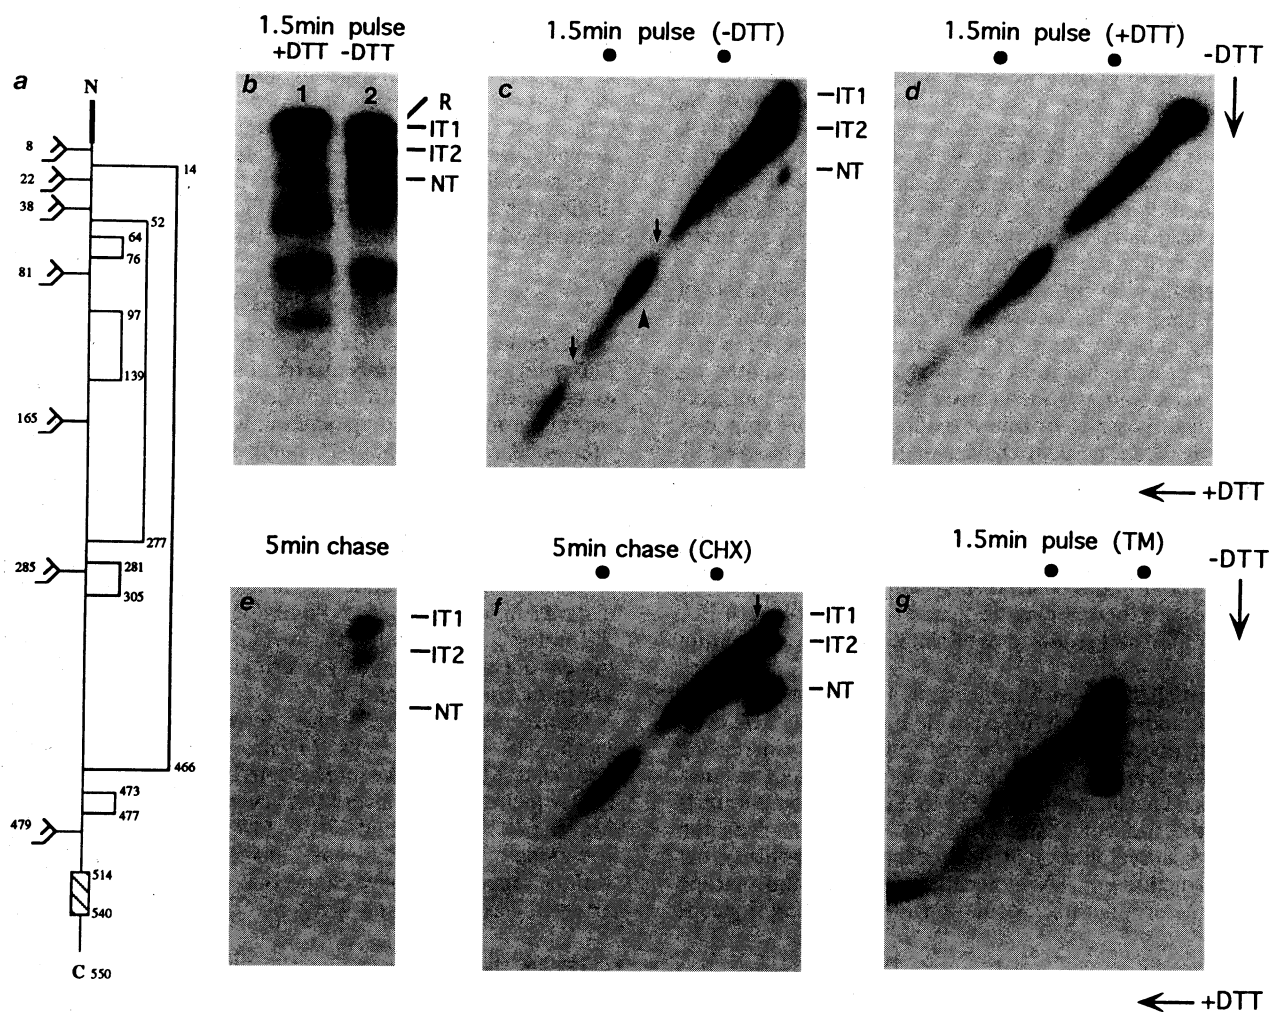 a
N
8
14
22
38
52
64
76
81
97
139
165
277
285
281
305
466
473
477
479
514
540
C 550
1.5min pulse
+DTT -DTT
b
1 2
R
IT1
IT2
NT
1.5min pulse (-DTT)
c
IT1
IT2
NT
1.5min pulse (+DTT)
d
-DTT
+DTT
5min chase
e
IT1
IT2
NT
5min chase (CHX)
f
IT1
IT2
NT
1.5min pulse (TM)
g
-DTT
+DTT